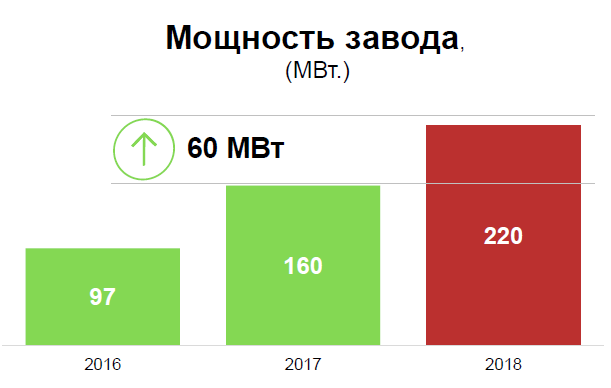 Мощность завода,
(МВт.)
60 МВт
220
160
97
2016 2017 2018